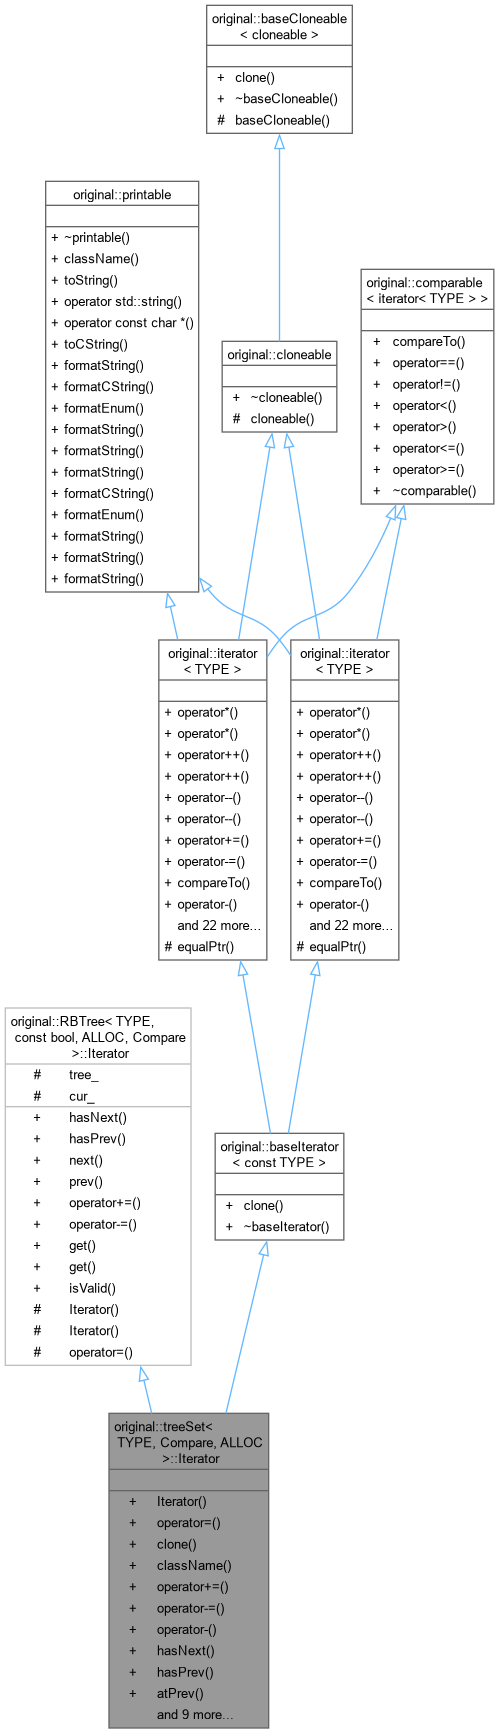 original::baseCloneable
< cloneable >
+ clone()
+ ~baseCloneable()
# baseCloneable()
original::printable
+ ~printable()
+ className()
+ toString()
+ operator std::string()
+ operator const char *()
+ toCString()
+ formatString()
+ formatCString()
+ formatEnum()
+ formatString()
+ formatString()
+ formatString()
+ formatCString()
+ formatEnum()
+ formatString()
+ formatString()
+ formatString()
original::cloneable
+ ~cloneable()
# cloneable()
original::comparable
< iterator< TYPE > >
+ compareTo()
+ operator==()
+ operator!=()
+ operator<()
+ operator>()
+ operator<=()
+ operator>=()
+ ~comparable()
original::iterator
< TYPE >
+ operator*()
+ operator*()
+ operator++()
+ operator++()
+ operator--()
+ operator--()
+ operator+=()
+ operator-=()
+ compareTo()
+ operator-()
and 22 more...
# equalPtr()
original::iterator
< TYPE >
+ operator*()
+ operator*()
+ operator++()
+ operator++()
+ operator--()
+ operator--()
+ operator+=()
+ operator-=()
+ compareTo()
+ operator-()
and 22 more...
# equalPtr()
original::RBTree< TYPE,
const bool, ALLOC, Compare
>::Iterator
# tree_
# cur_
+ hasNext()
+ hasPrev()
+ next()
+ prev()
+ operator+=()
+ operator-=()
+ get()
+ get()
+ isValid()
# Iterator()
# Iterator()
# operator=()
original::baseIterator
< const TYPE >
+ clone()
+ ~baseIterator()
original::treeSet<
TYPE, Compare, ALLOC
>::Iterator
+ Iterator()
+ operator=()
+ clone()
+ className()
+ operator+=()
+ operator-=()
+ operator-()
+ hasNext()
+ hasPrev()
+ atPrev()
and 9 more...